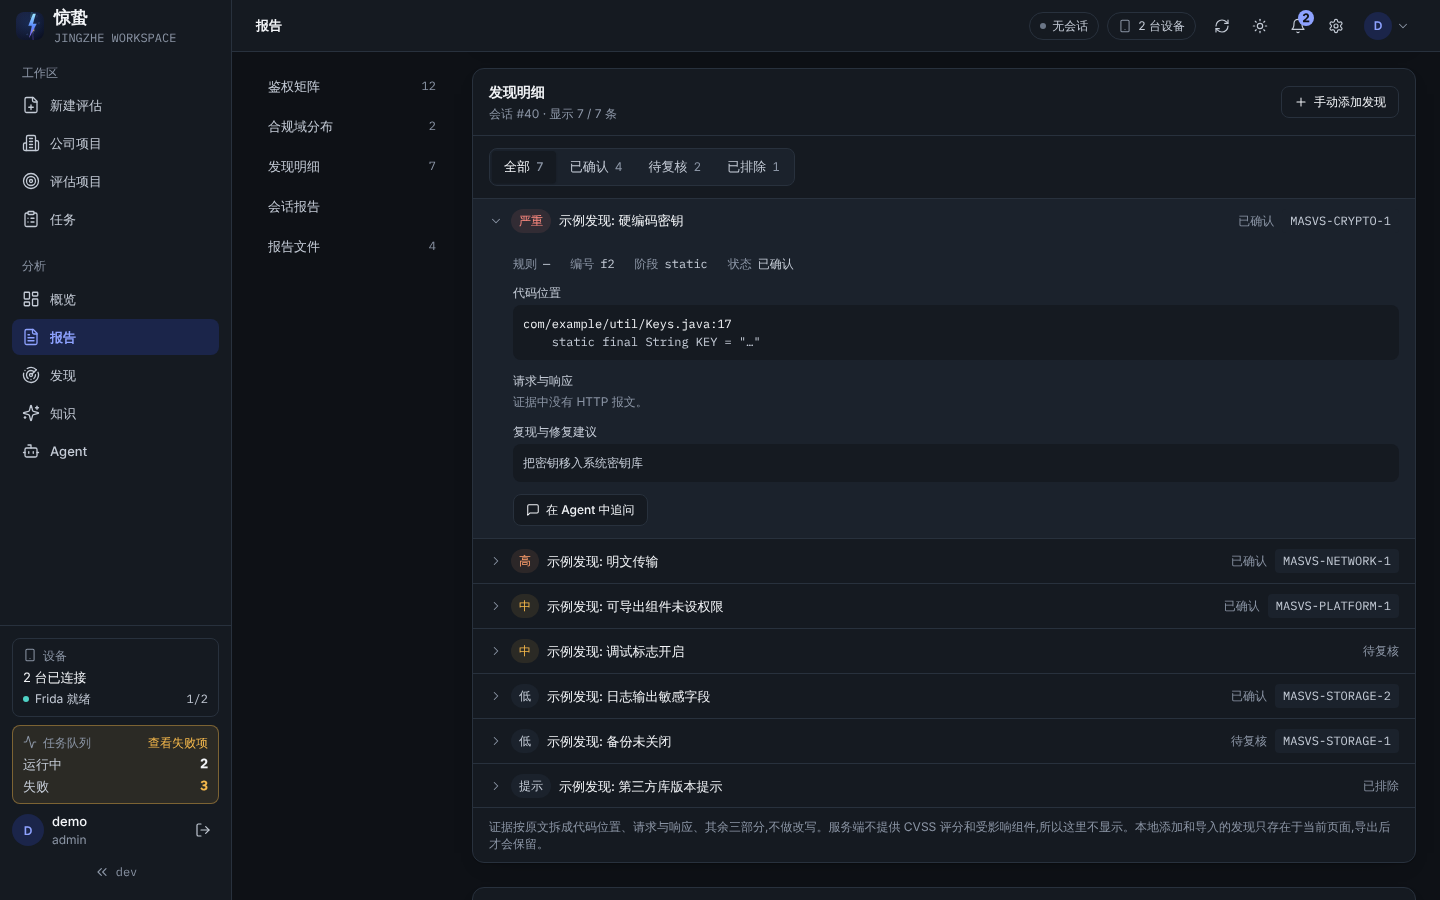 惊蛰
JINGZHE WORKSPACE
工作区
新建评估
公司项目
评估项目
任务
分析
概览
报告
发现
知识
Agent
设备
2 台已连接
Frida 就绪 1/2
任务队列 查看失败项
运行中 2
失败 3
D demo
admin
dev
报告
无会话 2 台设备 2 D
鉴权矩阵 12
合规域分布 2
发现明细 7
会话报告
报告文件 4
发现明细
会话 #40 · 显示 7 / 7 条
手动添加发现
全部 7 已确认 4 待复核 2 已排除 1
严重 示例发现: 硬编码密钥 已确认 MASVS-CRYPTO-1
规则 — 编号 f2 阶段 static 状态 已确认
代码位置
com/example/util/Keys.java:17
static final String KEY = "…"
请求与响应
证据中没有 HTTP 报文。
复现与修复建议
把密钥移入系统密钥库
在 Agent 中追问
高 示例发现: 明文传输 已确认 MASVS-NETWORK-1
中 示例发现: 可导出组件未设权限 已确认 MASVS-PLATFORM-1
中 示例发现: 调试标志开启 待复核
低 示例发现: 日志输出敏感字段 已确认 MASVS-STORAGE-2
低 示例发现: 备份未关闭 待复核 MASVS-STORAGE-1
提示 示例发现: 第三方库版本提示 已排除
证据按原文拆成代码位置、请求与响应、其余三部分,不做改写。服务端不提供 CVSS 评分和受影响组件,所以这里不显示。本地添加和导入的发现只存在于当前页面,导出后
才会保留。